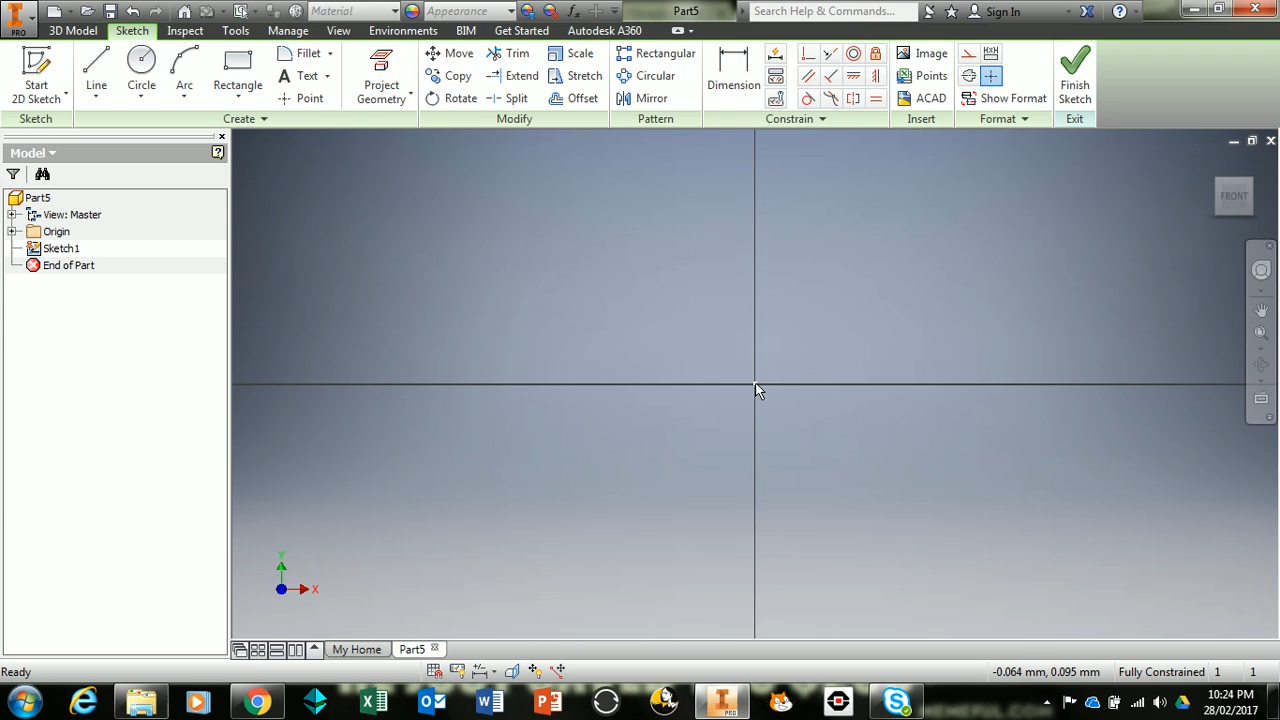 Material
Appearance
fx
Part5
Search Help & Commands...
Sign In
PRO
3D Model
Sketch
Inspect
Tools
Manage
View
Environments
BIM
Get Started
Autodesk A360
Start
2D Sketch
Line
Circle
Arc
Rectangle
Fillet
Text
Point
Project
Geometry
Move
Copy
Rotate
Trim
Extend
Split
Scale
Stretch
Offset
Rectangular
Circular
Mirror
Dimension
Image
Points
ACAD
Show Format
Finish
Sketch
Sketch
Create
Modify
Pattern
Constrain
Insert
Format
Exit
Model
Part5
View: Master
Origin
Sketch1
End of Part
FRONT
Y
X
My Home
Part5
Ready
-0.064 mm, 0.095 mm
Fully Constrained
1
1
PRO
10:24 PM
28/02/2017